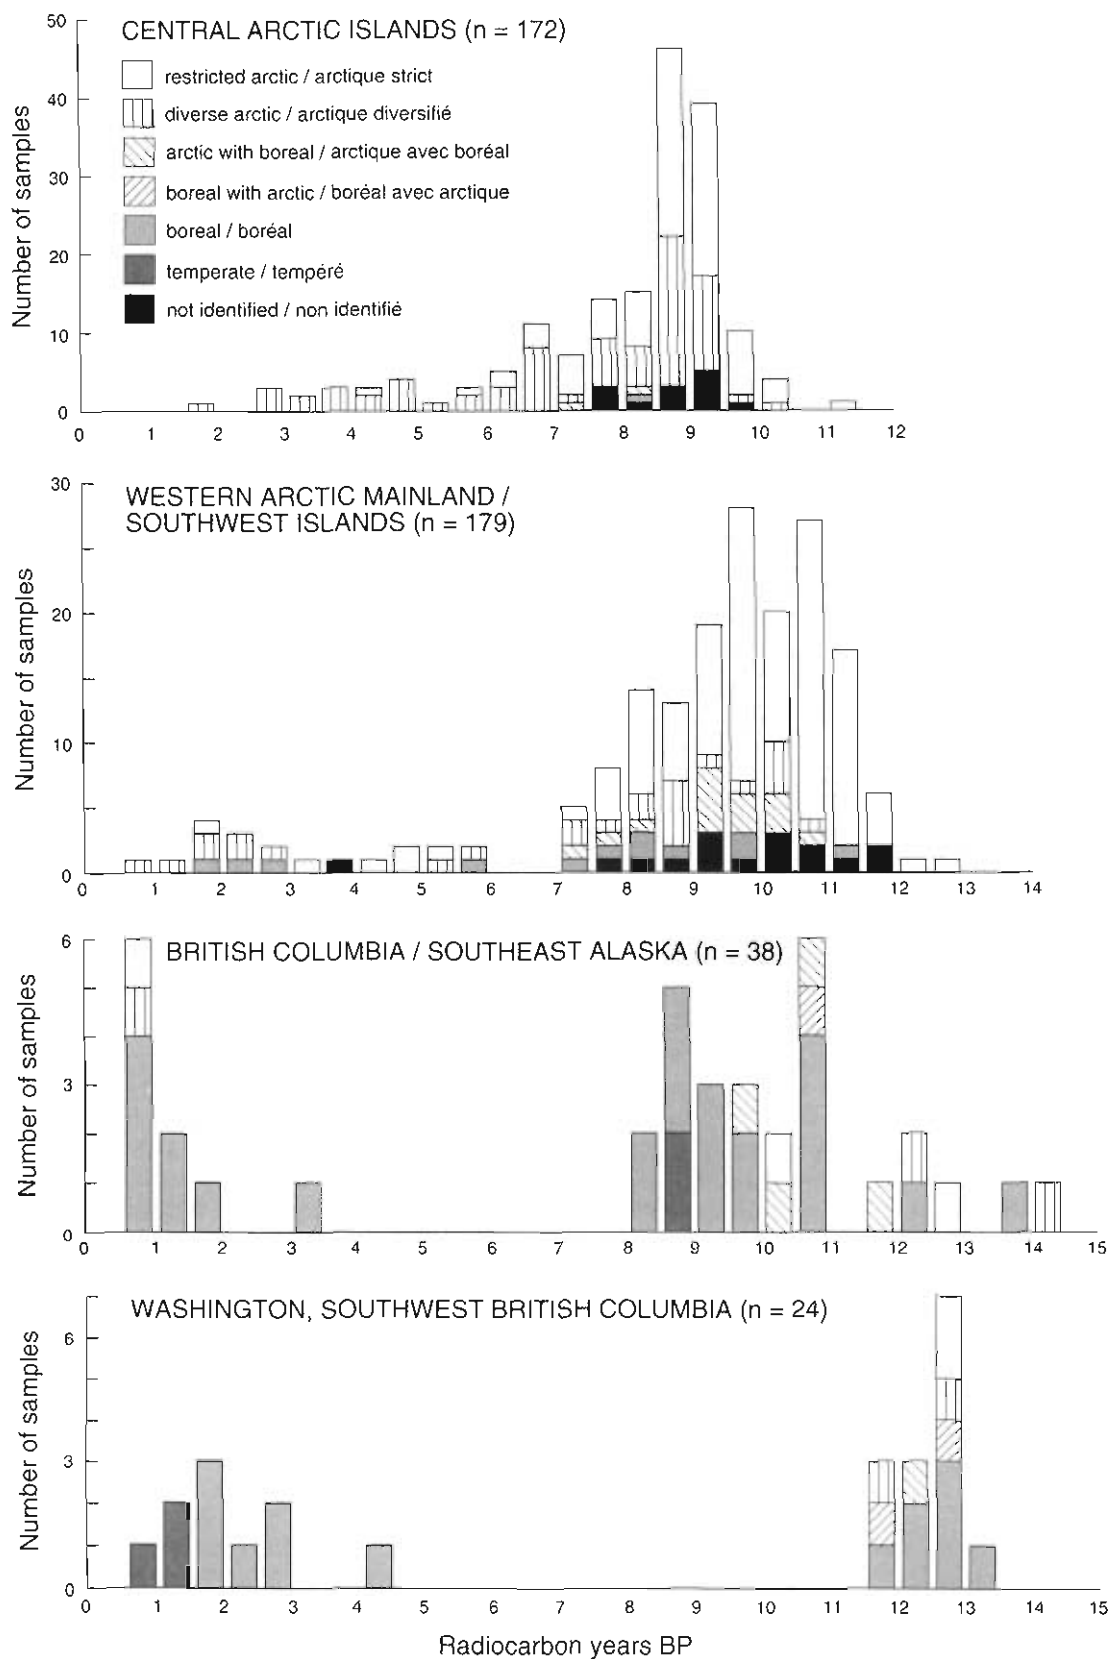 50
CENTRAL ARCTIC ISLANDS (n = 172)
restricted arctic / arctique strict
40
diverse arctic / arctique diversifié
arctic with boreal / arctique avec boréal
30
boreal with arctic / boréal avec arctique
boreal / boréal
20
temperate / tempéré
not identified / non identifié
10
0
Number of samples
0 1 2 3 4 5 6 7 8 9 10 11 12
30
WESTERN ARCTIC MAINLAND /
SOUTHWEST ISLANDS (n = 179)
20
10
0
Number of samples
0 1 2 3 4 5 6 7 8 9 10 11 12 13 14
6
BRITISH COLUMBIA / SOUTHEAST ALASKA (n = 38)
3
0
Number of samples
0 1 2 3 4 5 6 7 8 9 10 11 12 13 14 15
WASHINGTON, SOUTHWEST BRITISH COLUMBIA (n = 24)
6
3
0
Number of samples
0 1 2 3 4 5 6 7 8 9 10 11 12 13 14 15
Radiocarbon years BP